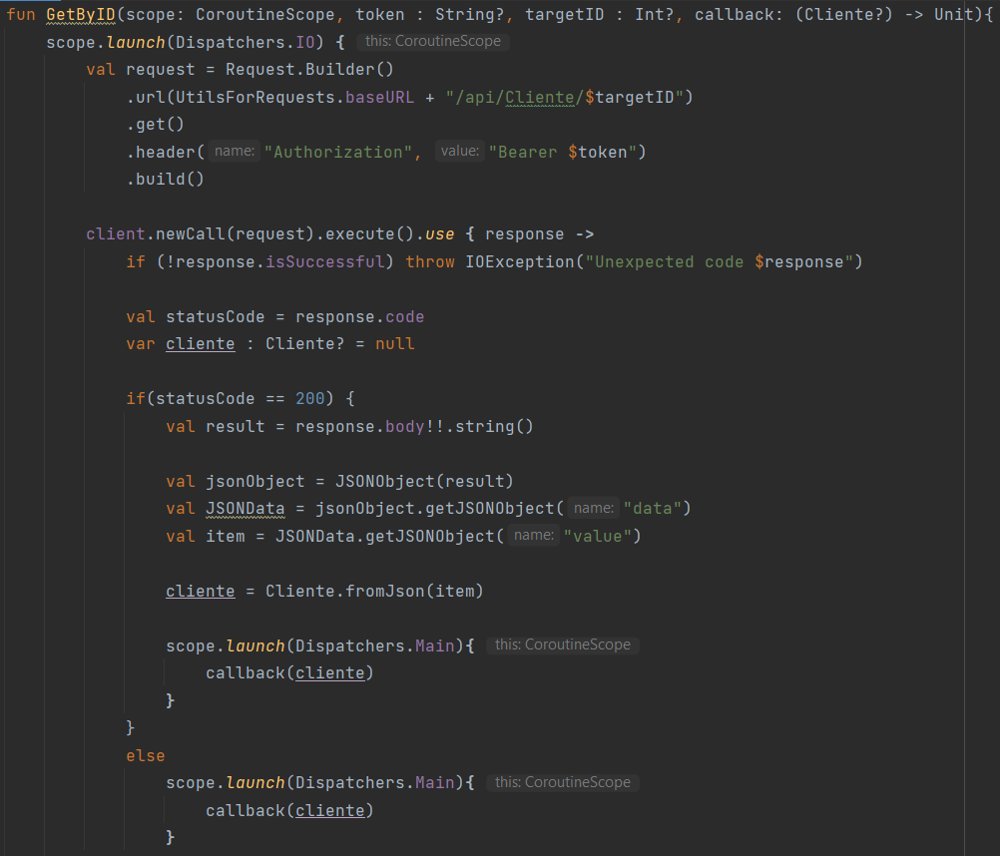 fun GetByID(scope: CoroutineScope, token : String?, targetID : Int?, callback: (Cliente?) -> Unit){
scope.launch(Dispatchers.IO) { this: CoroutineScope
val request = Request.Builder()
.url(UtilsForRequests.baseURL + "/api/Cliente/$targetID")
.get()
.header( name: "Authorization", value: "Bearer $token")
.build()
client.newCall(request).execute().use { response ->
if (!response.isSuccessful) throw IOException("Unexpected code $response")
val statusCode = response.code
var cliente : Cliente? = null
if(statusCode == 200) {
val result = response.body!!.string()
val jsonObject = JSONObject(result)
val JSONData = jsonObject.getJSONObject( name: "data")
val item = JSONData.getJSONObject( name: "value")
cliente = Cliente.fromJson(item)
scope.launch(Dispatchers.Main){ this: CoroutineScope
callback(cliente)
}
}
else
scope.launch(Dispatchers.Main){ this: CoroutineScope
callback(cliente)
}